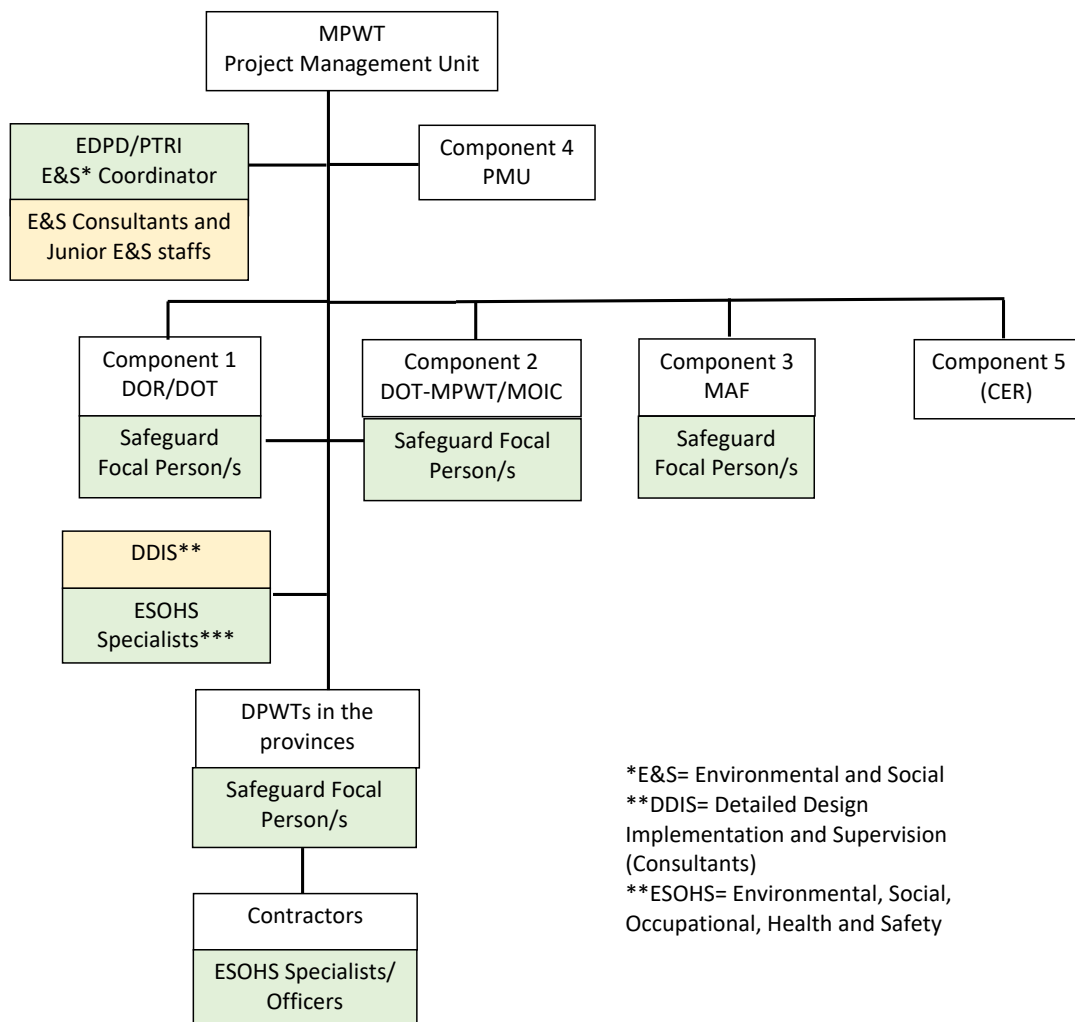 MPWT
Project Management Unit
EDPD/PTRI
E&S* Coordinator
E&S Consultants and
Junior E&S staffs
Component 4
PMU
Component 1
DOR/DOT
Safeguard
Focal Person/s
Component 2
DOT-MPWT/MOIC
Safeguard Focal
Person/s
Component 3
MAF
Safeguard
Focal Person/s
Component 5
(CER)
DDIS**
ESOHS
Specialists***
DPWTs in the
provinces
Safeguard Focal
Person/s
Contractors
ESOHS Specialists/
Officers
*E&S= Environmental and Social
**DDIS= Detailed Design
Implementation and Supervision
(Consultants)
**ESOHS= Environmental, Social,
Occupational, Health and Safety